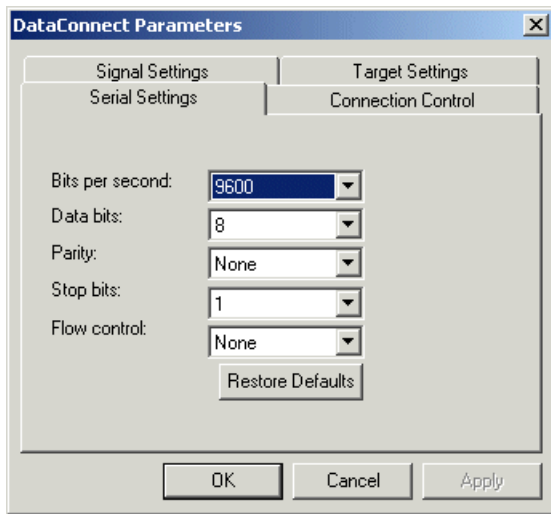 DataConnect Parameters
Signal Settings Target Settings
Serial Settings Connection Control
Bits per second: 9600
Data bits: 8
Parity: None
Stop bits: 1
Flow control: None
Restore Defaults
OK Cancel Apply